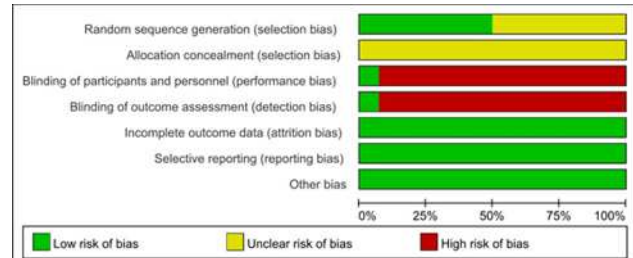 Random sequence generation (selection bias)
Allocation concealment (selection bias)
Blinding of participants and personnel (performance bias)
Blinding of outcome assessment (detection bias)
Incomplete outcome data (attrition bias)
Selective reporting (reporting bias)
Other bias
0% 25% 50% 75% 100%
Low risk of bias Unclear risk of bias High risk of bias